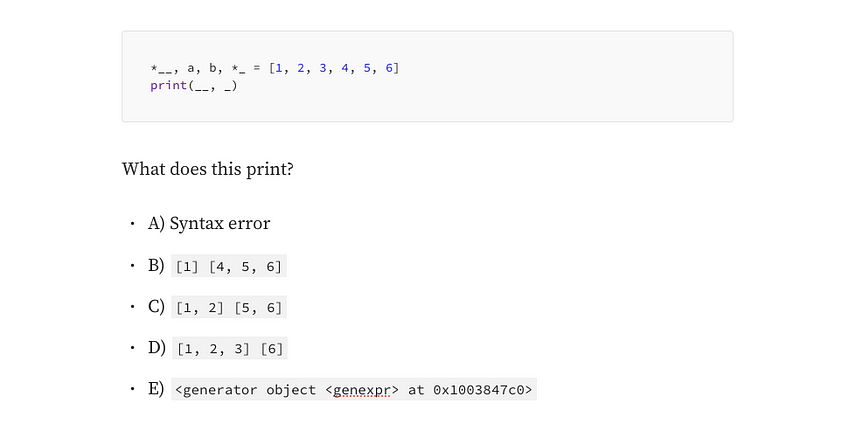 *__, a, b, *_ = [1, 2, 3, 4, 5, 6]
print(__, _)
What does this print?
• A) Syntax error
• B) [1] [4, 5, 6]
• C) [1, 2] [5, 6]
• D) [1, 2, 3] [6]
• E) <generator object <genexpr> at 0x1003847c0>